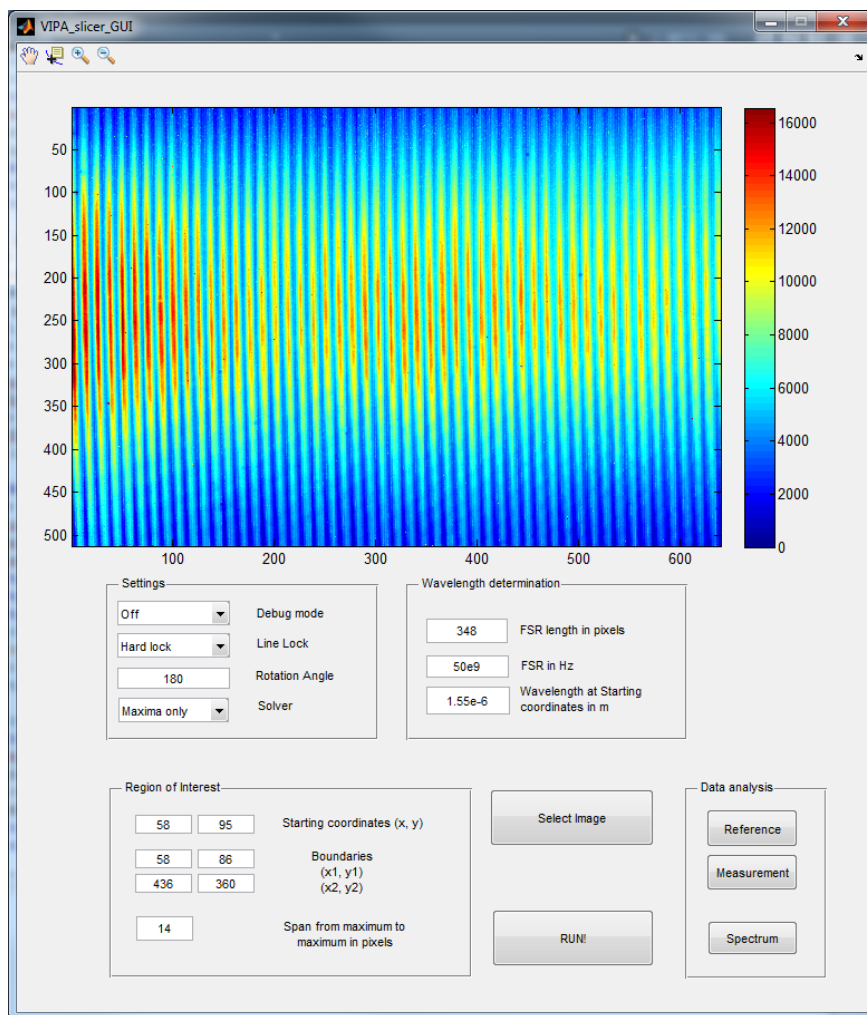 VIPA_slicer_GUI
16000
14000
12000
10000
8000
6000
4000
2000
0
50
100
150
200
250
300
350
400
450
500
100 200 300 400 500 600
Settings
Off Debug mode
Hard lock Line Lock
180 Rotation Angle
Maxima only Solver
Wavelength determination
348 FSR length in pixels
50e9 FSR in Hz
1.55e-6 Wavelength at Starting
coordinates in m
Region of Interest
58 95 Starting coordinates (x, y)
58 86 Boundaries
(x1, y1)
436 360 (x2, y2)
14 Span from maximum to
maximum in pixels
Select Image
RUN!
Data analysis
Reference
Measurement
Spectrum